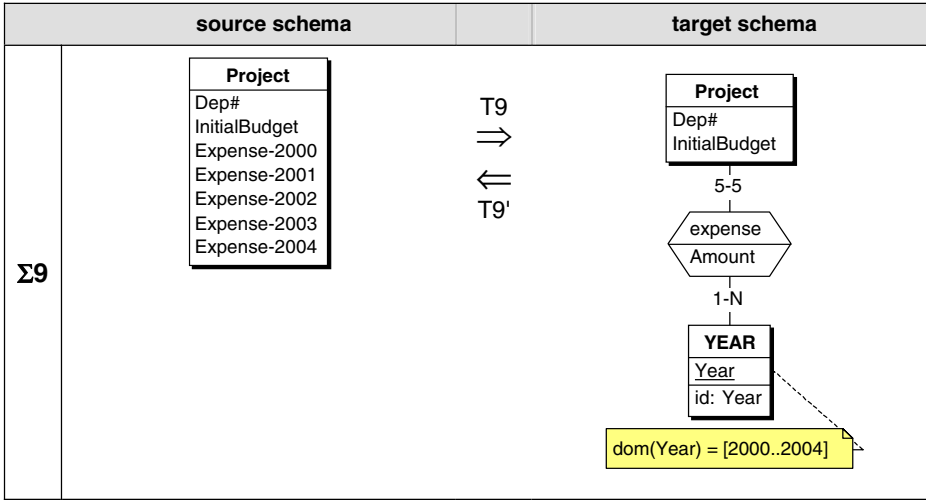 source schema
target schema
Σ9
Project
Dep#
InitialBudget
Expense-2000
Expense-2001
Expense-2002
Expense-2003
Expense-2004
T9
⇒
⇐
T9'
Project
Dep#
InitialBudget
5-5
expense
Amount
1-N
YEAR
Year
id: Year
dom(Year) = [2000..2004]